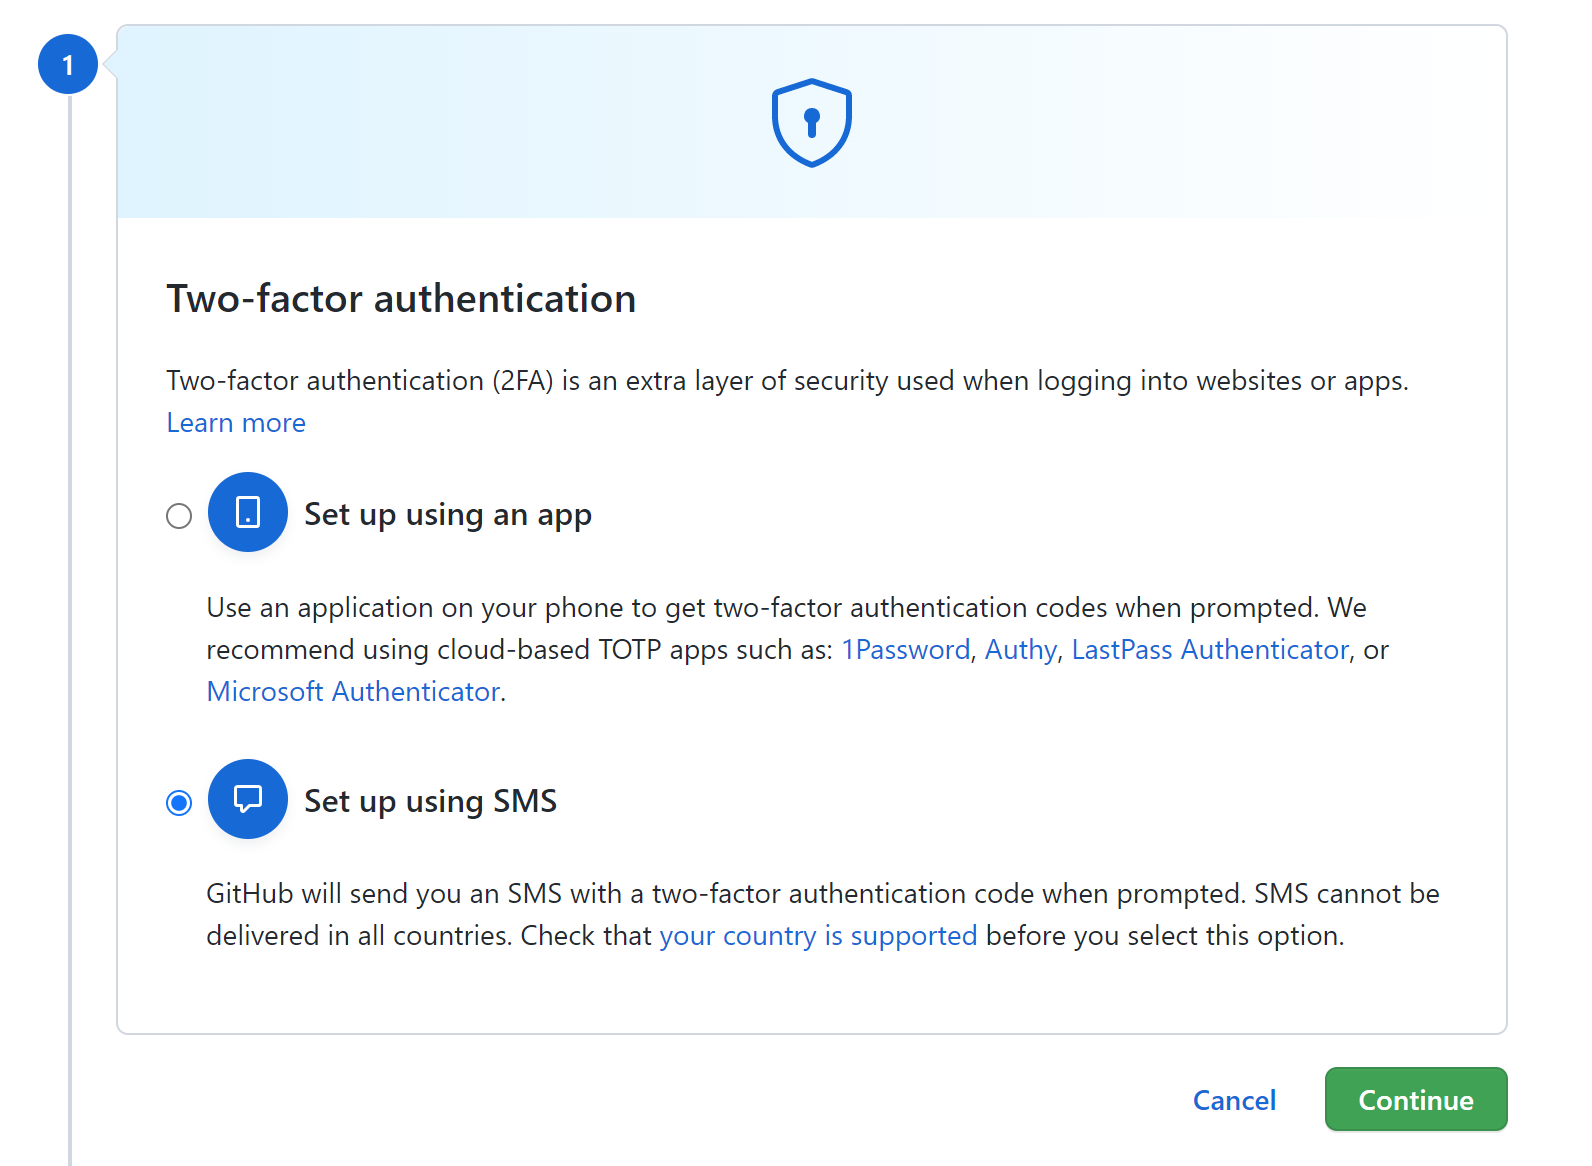 1
Two-factor authentication
Two-factor authentication (2FA) is an extra layer of security used when logging into websites or apps.
Learn more
Set up using an app
Use an application on your phone to get two-factor authentication codes when prompted. We
recommend using cloud-based TOTP apps such as: 1Password, Authy, LastPass Authenticator, or
Microsoft Authenticator.
Set up using SMS
GitHub will send you an SMS with a two-factor authentication code when prompted. SMS cannot be
delivered in all countries. Check that your country is supported before you select this option.
Cancel
Continue